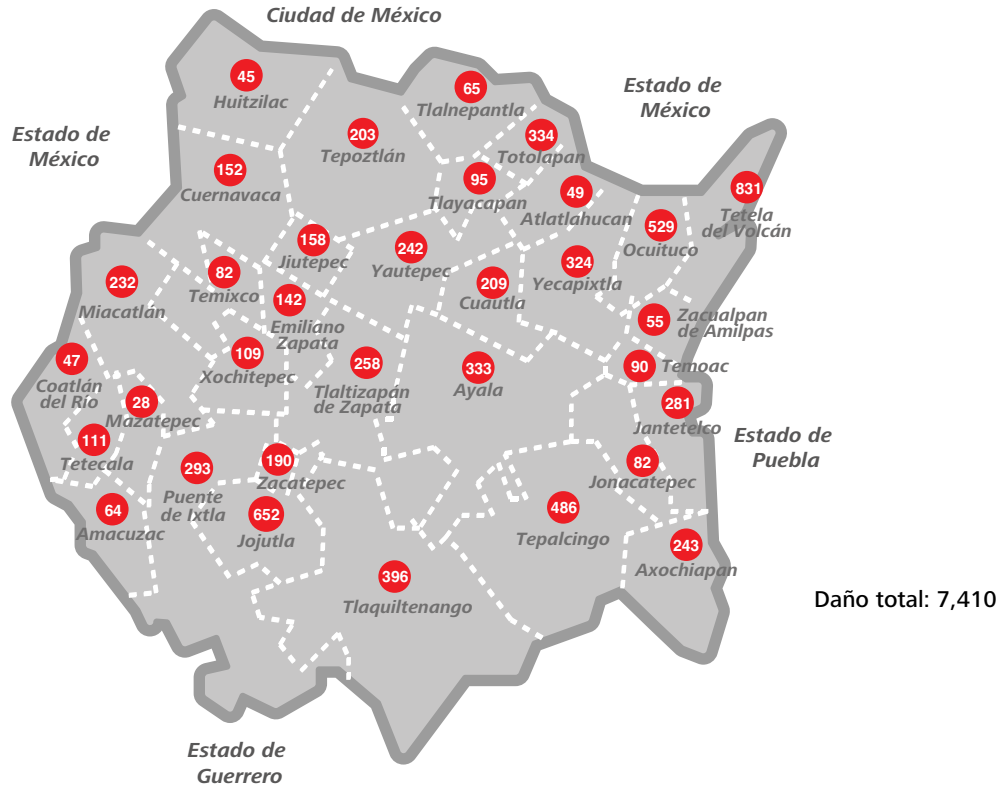 Ciudad de México
45
Huitzilac
65
Tlalnepantla
Estado de
México
Estado de
México
203
Tepoztlán
334
Totolapan
152
Cuernavaca
95
Tlayacapan
49
Atlatlahucan
831
Tetela
del Volcán
529
Ocuituco
158
Jiutepec
242
Yautepec
324
Yecapixtla
232
Miacatlán
82
Temixco
142
Emiliano
Zapata
209
Cuautla
55
Zacualpan
de Amilpas
47
Coatlán
del Río
109
Xochitepec
258
Tlaltizapán
de Zapata
333
Ayala
90
Temoac
28
Mazatepec
281
Jantetelco
111
Tetecala
293
Puente
de Ixtla
190
Zacatepec
82
Jonacatepec
Estado de
Puebla
64
Amacuzac
652
Jojutla
486
Tepalcingo
243
Axochiapan
396
Tlaquiltenango
Daño total: 7,410
Estado de
Guerrero